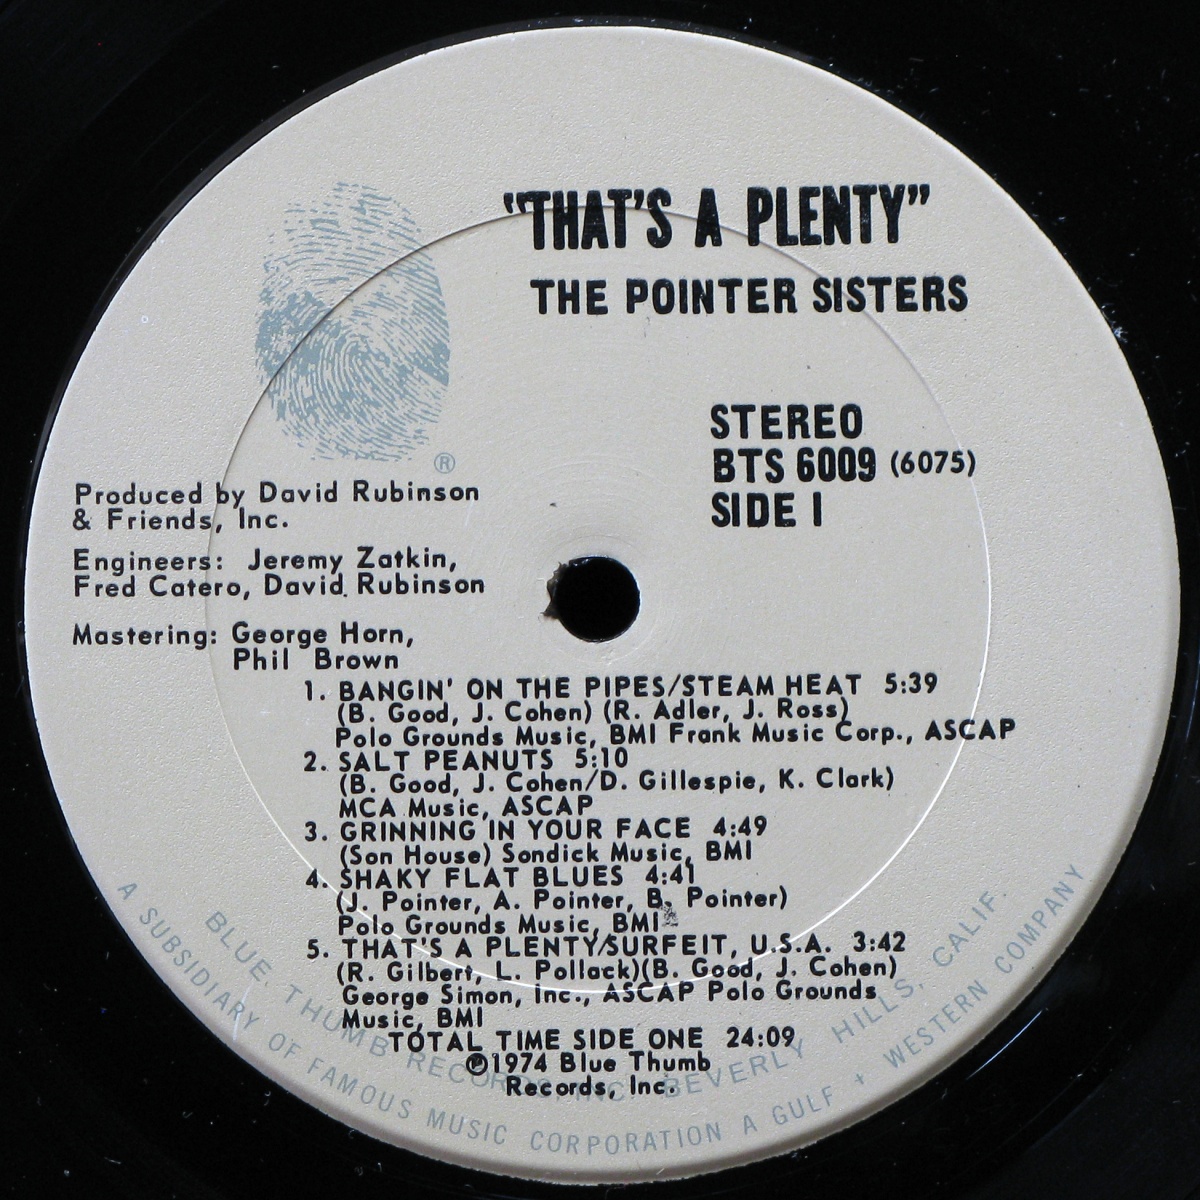 "THAT'S A PLENTY"
THE POINTER SISTERS
STEREO
BTS 6009 (6075)
SIDE I
®
Produced by David Rubinson
& Friends, Inc.
Engineers: Jeremy Zatkin,
Fred Catero, David Rubinson
Mastering: George Horn,
Phil Brown
1. BANGIN' ON THE PIPES/STEAM HEAT 5:39
(B. Good, J. Cohen) (R. Adler, J. Ross)
Polo Grounds Music, BMI Frank Music Corp., ASCAP
2. SALT PEANUTS 5:10
(B. Good, J. Cohen/D. Gillespie, K. Clark)
MCA Music, ASCAP
3. GRINNING IN YOUR FACE 4:49
(Son House) Sondick Music, BMI
4. SHAKY FLAT BLUES 4:41
(J. Pointer, A. Pointer, B. Pointer)
Polo Grounds Music, BMI
5. THAT'S A PLENTY/SURFEIT, U.S.A. 3:42
(R. Gilbert, L. Pollack)(B. Good, J. Cohen)
George Simon, Inc., ASCAP Polo Grounds
Music, BMI
TOTAL TIME SIDE ONE 24:09
℗1974 Blue Thumb
Records, Inc.
BLUE THUMB RECORDS, INC. BEVERLY HILLS, CALIF.
A SUBSIDIARY OF FAMOUS MUSIC CORPORATION A GULF + WESTERN COMPANY